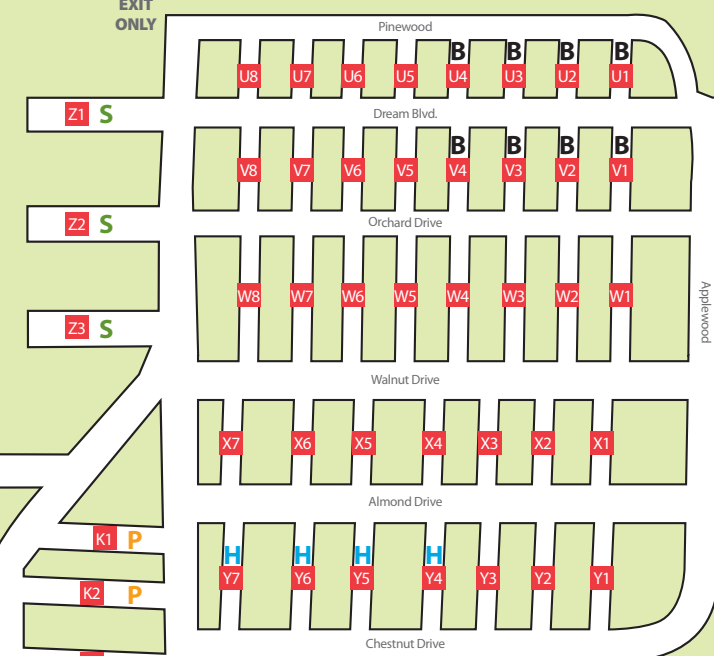 EXIT
ONLY
Pinewood
B B B B
U8 U7 U6 U5 U4 U3 U2 U1
Z1 S
Dream Blvd.
B B B B
V8 V7 V6 V5 V4 V3 V2 V1
Z2 S
Orchard Drive
W8 W7 W6 W5 W4 W3 W2 W1
Applewood
Z3 S
Walnut Drive
X7 X6 X5 X4 X3 X2 X1
Almond Drive
K1 P
H H H H
Y7 Y6 Y5 Y4 Y3 Y2 Y1
K2 P
Chestnut Drive